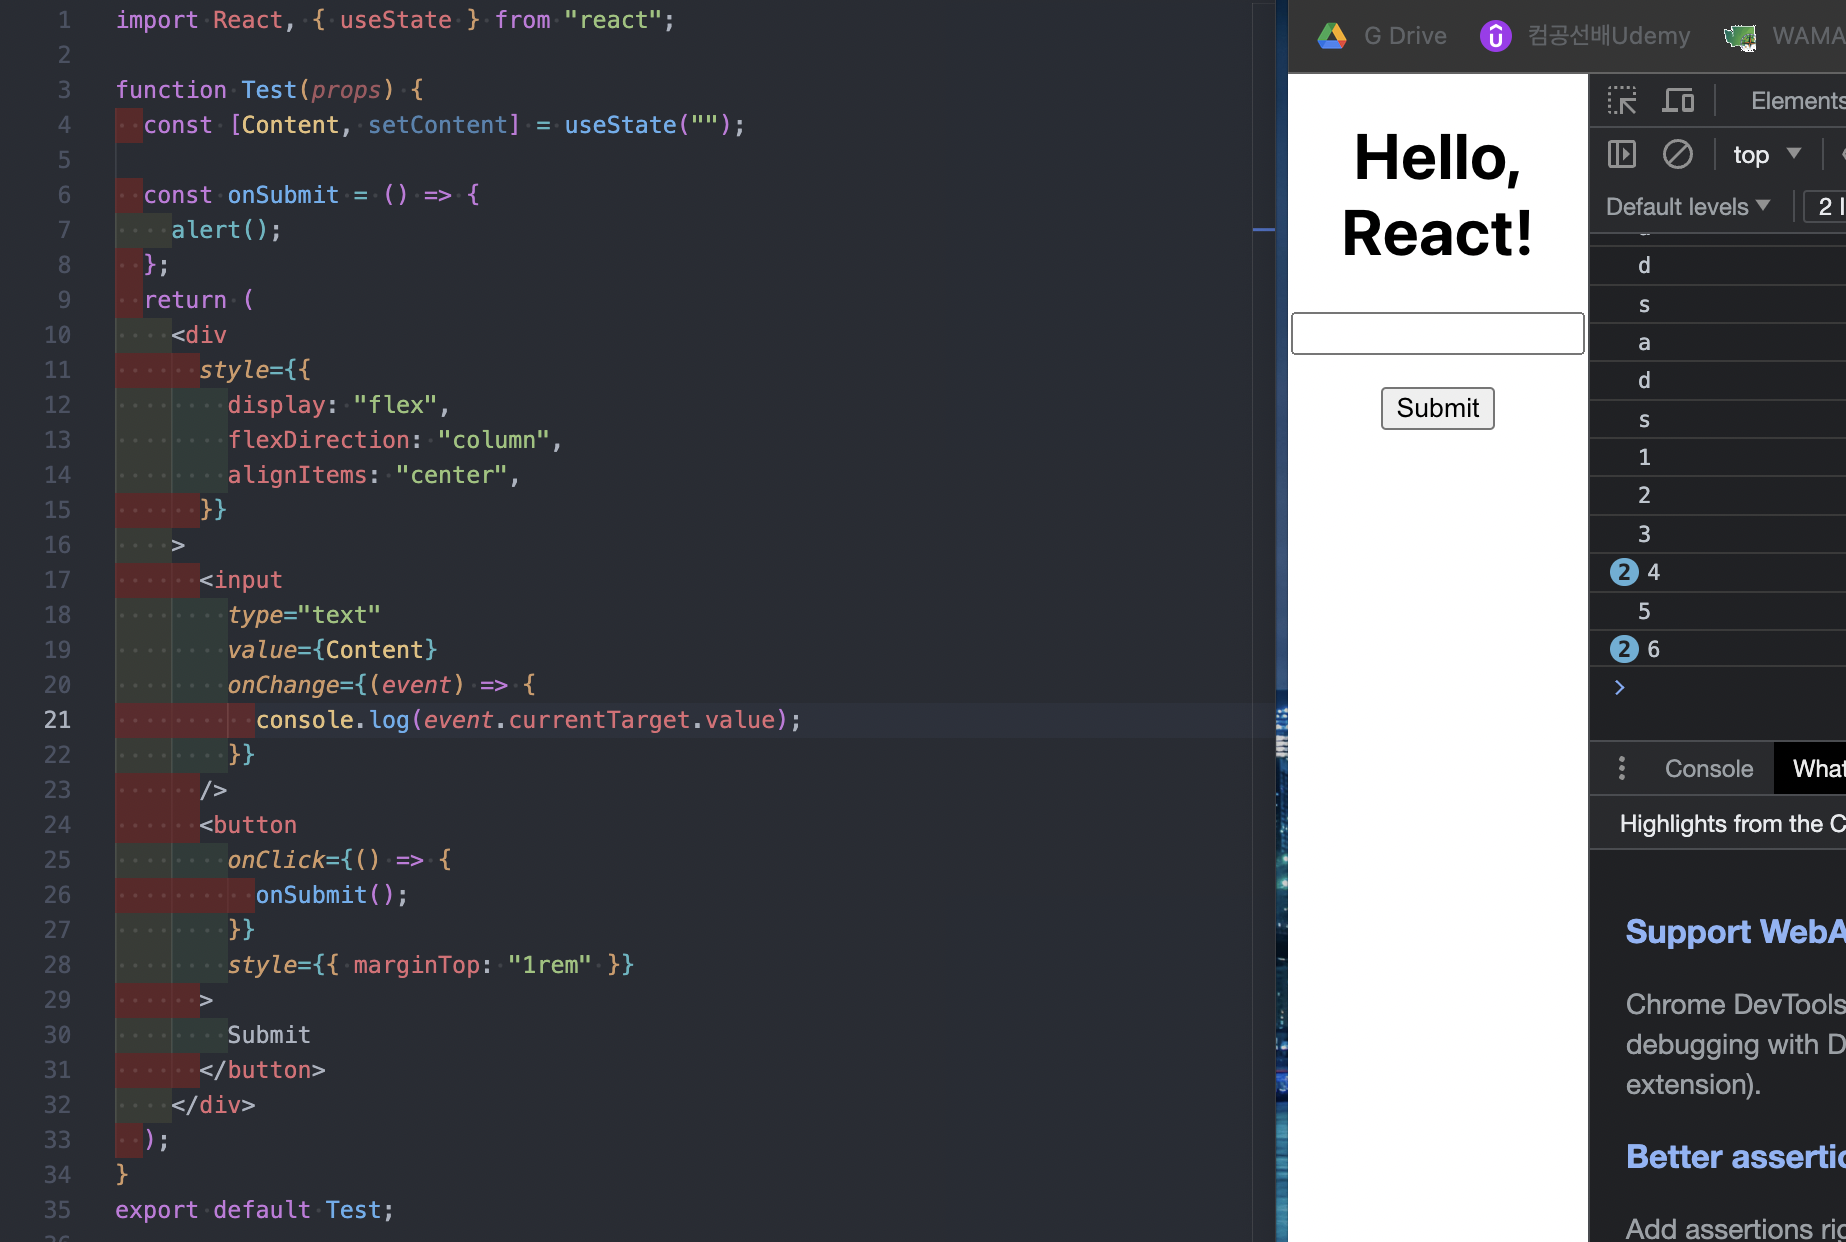 1 import React, { useState } from "react";
2
3 function Test(props) {
4 const [Content, setContent] = useState("");
5
6 const onSubmit = () => {
7 alert();
8 };
9 return (
10 <div
11 style={{
12 display: "flex",
13 flexDirection: "column",
14 alignItems: "center",
15 }}
16 >
17 <input
18 type="text"
19 value={Content}
20 onChange={(event) => {
21 console.log(event.currentTarget.value);
22 }}
23 />
24 <button
25 onClick={() => {
26 onSubmit();
27 }}
28 style={{ marginTop: "1rem" }}
29 >
30 Submit
31 </button>
32 </div>
33 );
34 }
35 export default Test;
G Drive 컴공선배Udemy WAMA
Hello,
React!
Submit
Elements
top
Default levels 2
d
s
a
d
s
1
2
3
2 4
5
2 6
>
Console What
Highlights from the C
Support WebA
Chrome DevTools
debugging with D
extension).
Better assertio
Add assertions rig